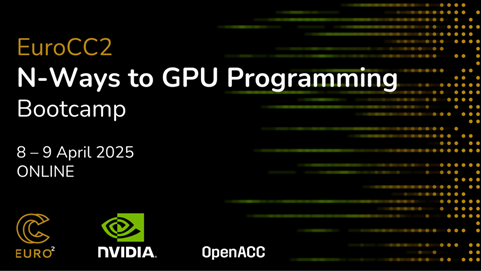 EuroCC2
N-Ways to GPU Programming
Bootcamp
8 – 9 April 2025
ONLINE
EURO²
NVIDIA.
OpenACC